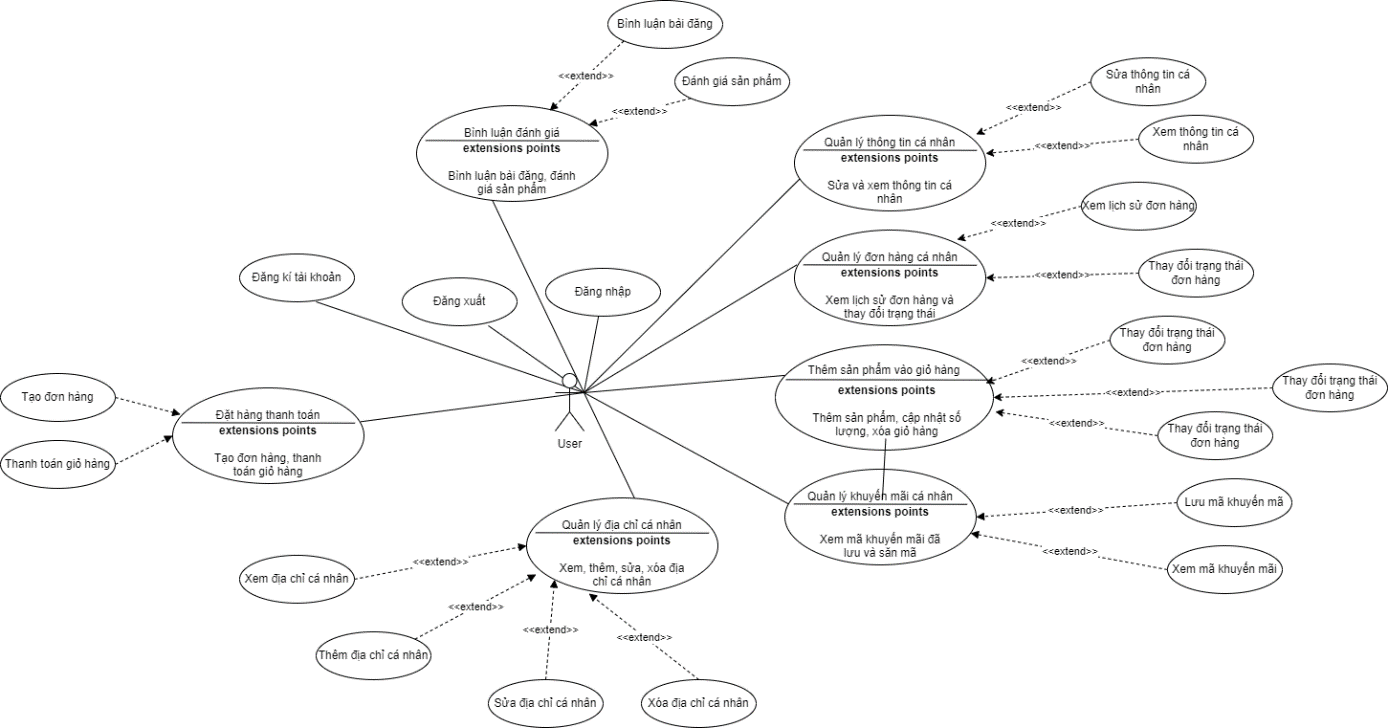 Bình luận bài đăng
<<extend>>
Đánh giá sản phẩm
<<extend>>
Bình luận đánh giá
extensions points
Bình luận bài đăng, đánh
giá sản phẩm
Sửa thông tin cá
nhân
<<extend>>
Xem thông tin cá
nhân
<<extend>>
Quản lý thông tin cá nhân
extensions points
Sửa và xem thông tin cá
nhân
Xem lịch sử đơn hàng
<<extend>>
Quản lý đơn hàng cá nhân
extensions points
Xem lịch sử đơn hàng và
thay đổi trạng thái
Thay đổi trạng thái
đơn hàng
<<extend>>
Đăng kí tài khoản
Đăng xuất
Đăng nhập
User
Thay đổi trạng thái
đơn hàng
<<extend>>
Thêm sản phẩm vào giỏ hàng
extensions points
Thêm sản phẩm, cập nhật số
lượng, xóa giỏ hàng
<<extend>>
Thay đổi trạng thái
đơn hàng
<<extend>>
Thay đổi trạng thái
đơn hàng
Tạo đơn hàng
Thanh toán giỏ hàng
Đặt hàng thanh toán
extensions points
Tạo đơn hàng, thanh
toán giỏ hàng
Quản lý khuyến mãi cá nhân
extensions points
Xem mã khuyến mãi đã
lưu và săn mã
<<extend>>
Lưu mã khuyến mã
<<extend>>
Xem mã khuyến mãi
Quản lý địa chỉ cá nhân
extensions points
Xem, thêm, sửa, xóa địa
chỉ cá nhân
<<extend>>
Xem địa chỉ cá nhân
<<extend>>
Thêm địa chỉ cá nhân
<<extend>>
Sửa địa chỉ cá nhân
<<extend>>
Xóa địa chỉ cá nhân